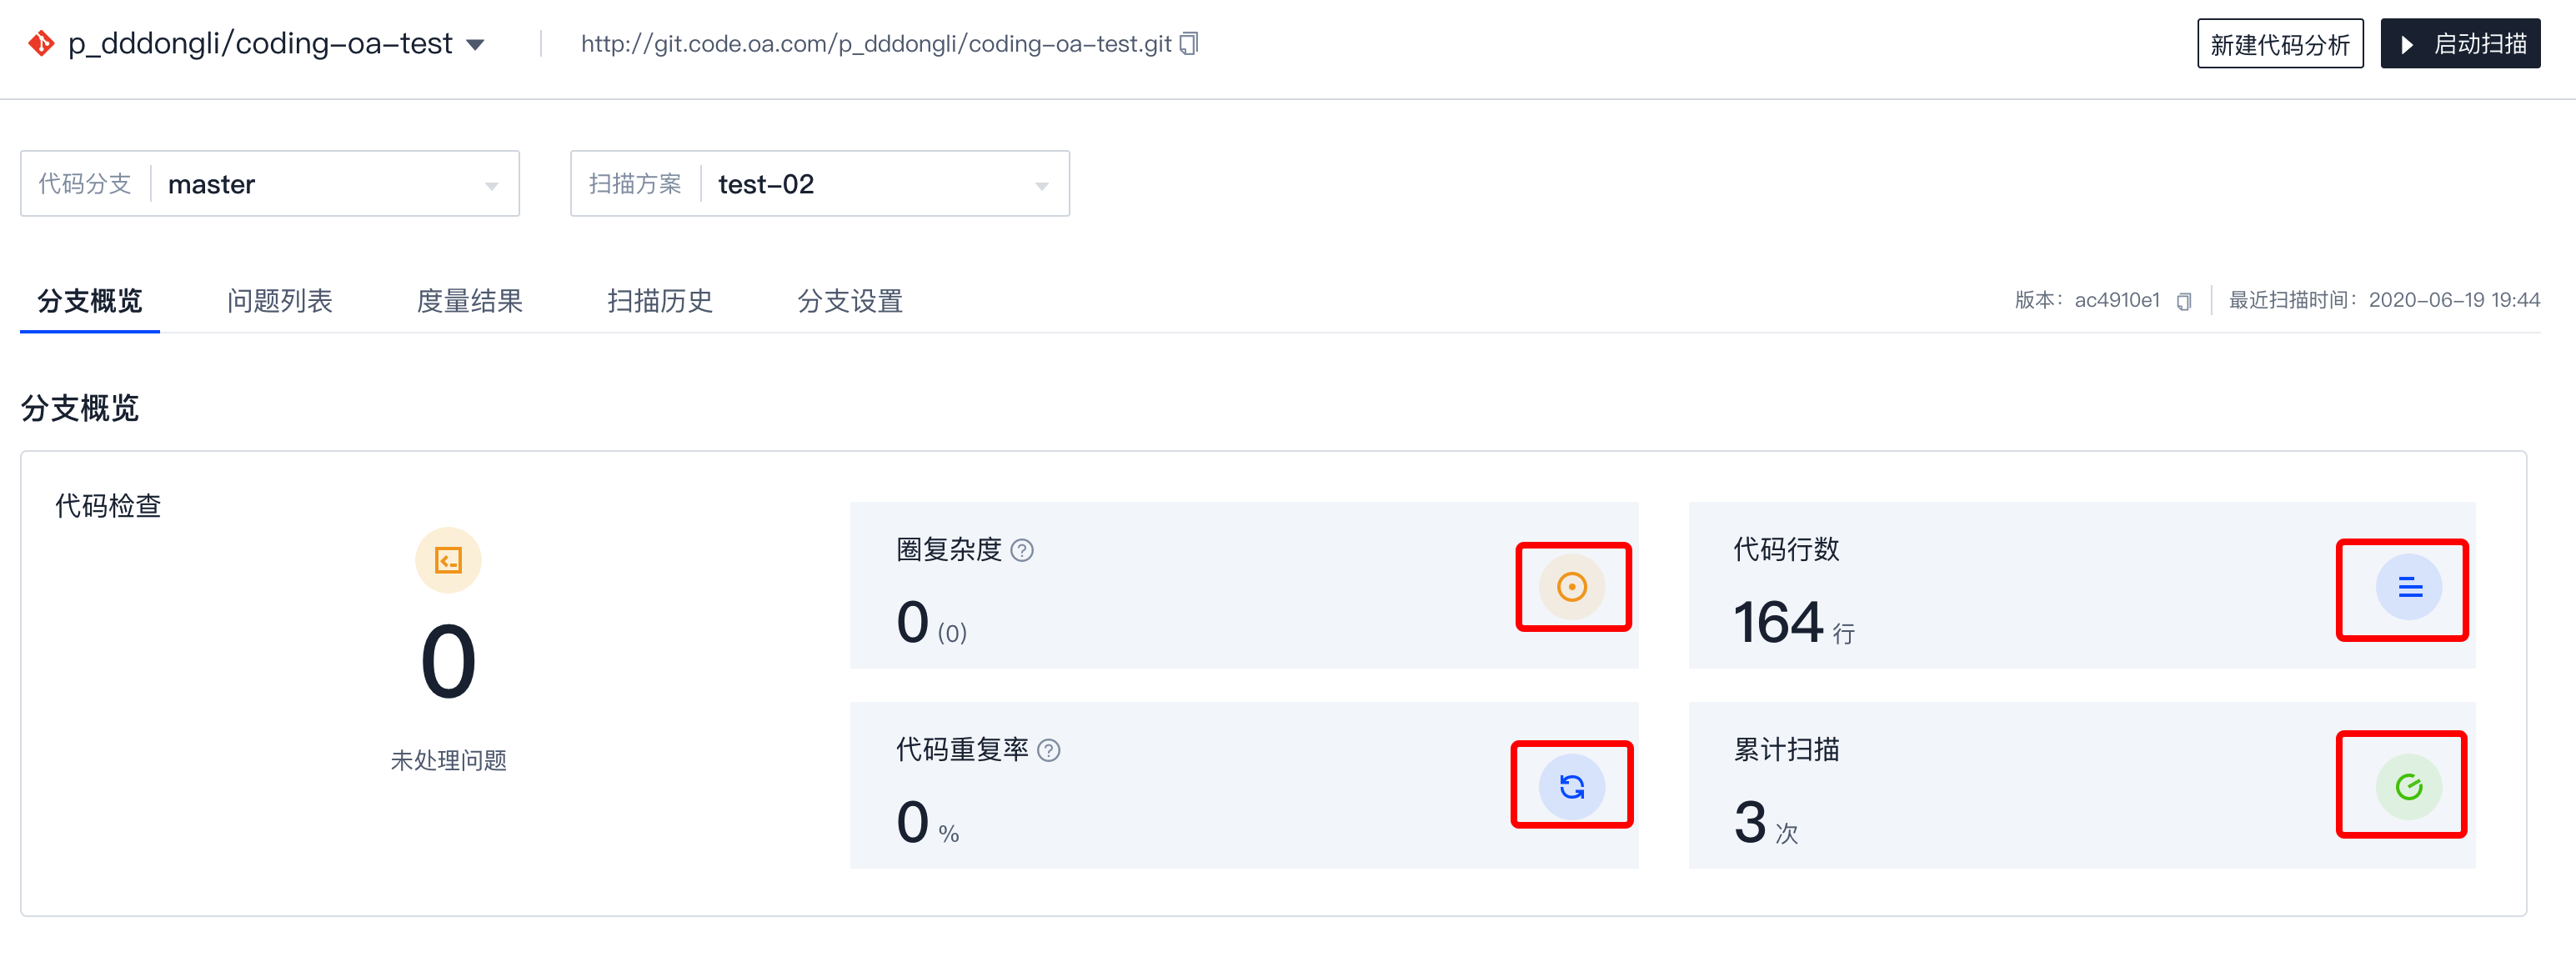 p_dddongli/coding-oa-test
http://git.code.oa.com/p_dddongli/coding-oa-test.git
新建代码分析
启动扫描
代码分支 master
扫描方案 test-02
分支概览 问题列表 度量结果 扫描历史 分支设置
版本：ac4910e1 最近扫描时间：2020-06-19 19:44
分支概览
代码检查
0
未处理问题
圈复杂度 ?
0 (0)
代码行数
164 行
代码重复率 ?
0 %
累计扫描
3 次